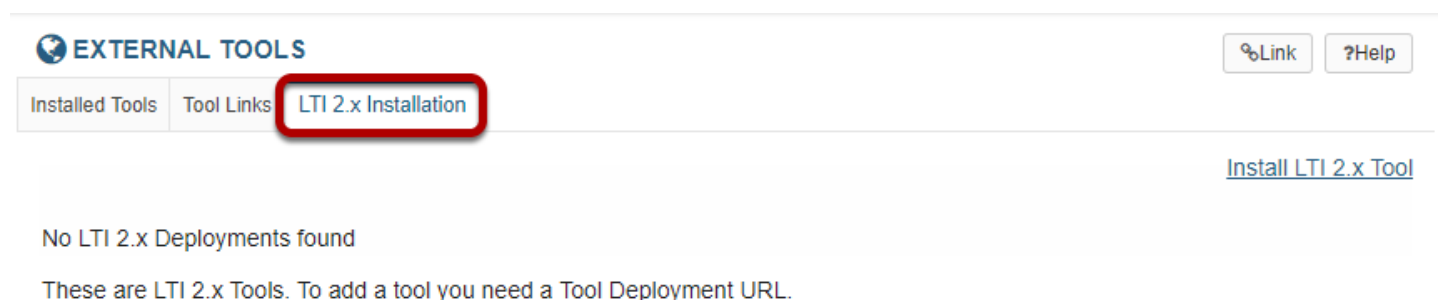 EXTERNAL TOOLS
Link ?Help
Installed Tools Tool Links LTI 2.x Installation
Install LTI 2.x Tool
No LTI 2.x Deployments found
These are LTI 2.x Tools. To add a tool you need a Tool Deployment URL.